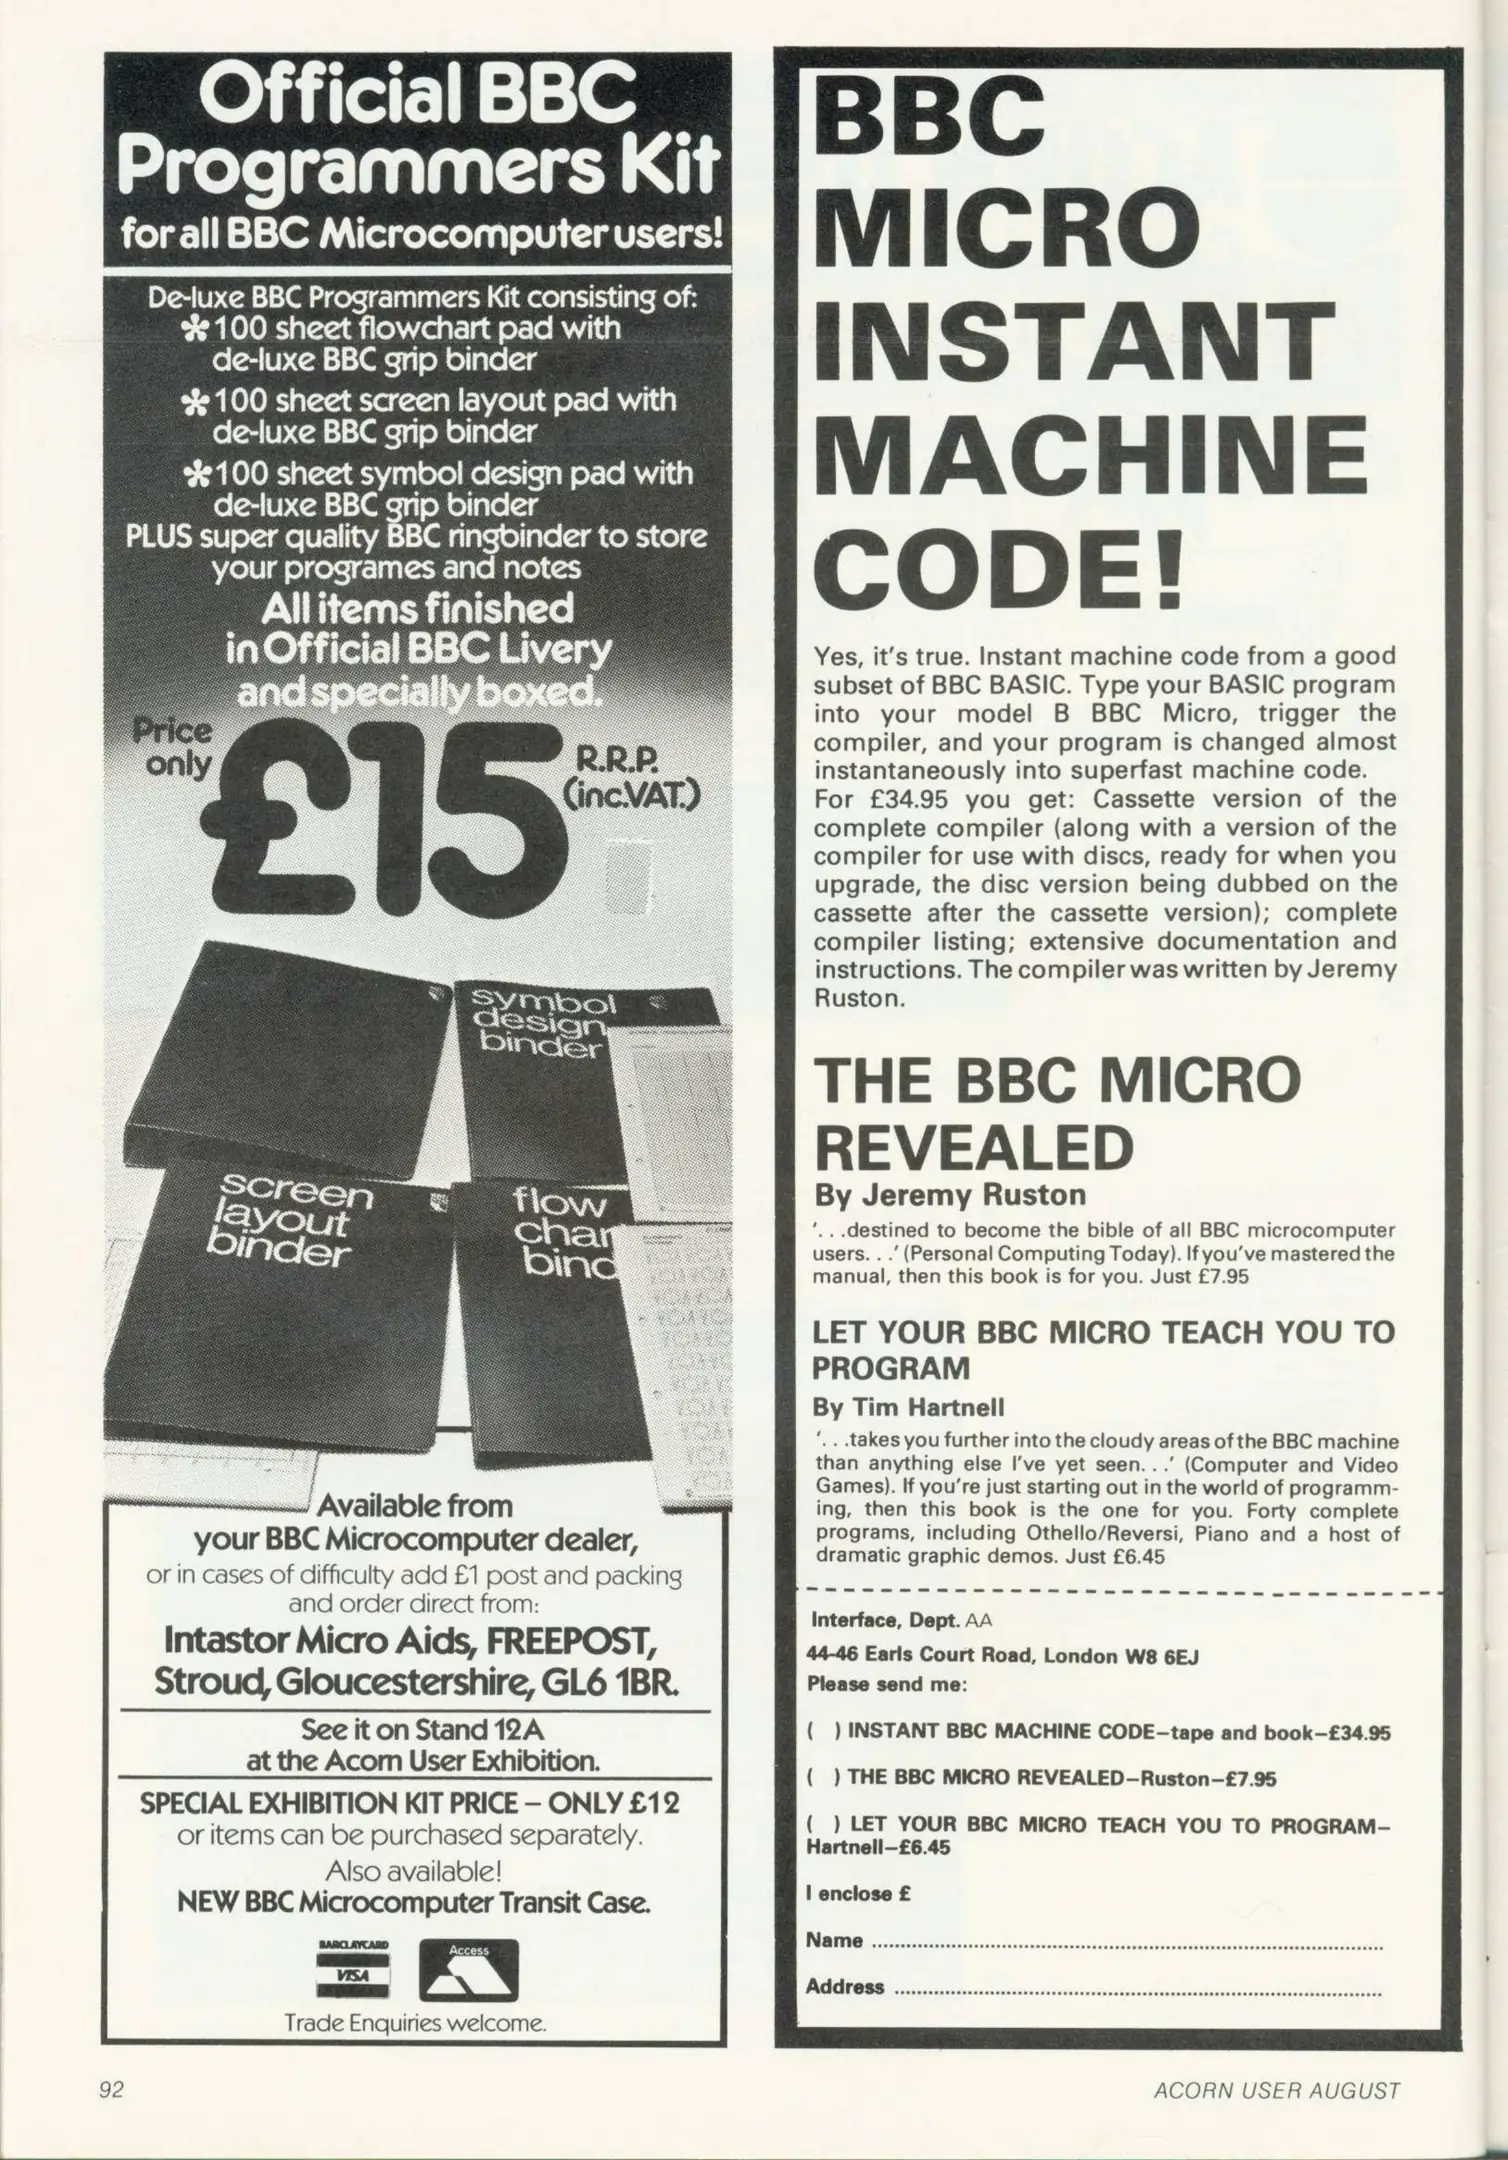 Official BBC
Programmers Kit
for all BBC Microcomputer users!
De-luxe BBC Programmers Kit consisting of:
*100 sheet flowchart pad with
de-luxe BBC grip binder
*100 sheet screen layout pad with
de-luxe BBC grip binder
*100 sheet symbol design pad with
de-luxe BBC grip binder
PLUS super quality BBC ringbinder to store
your programes and notes
All items finished
in Official BBC Livery
and specially boxed.
Price
only
£15
R.R.P.
(inc.VAT.)
symbol
design
binder
screen
layout
binder
flow
char
bind
Available from
your BBC Microcomputer dealer,
or in cases of difficulty add £1 post and packing
and order direct from:
Intastor Micro Aids, FREEPOST,
Stroud, Gloucestershire, GL6 1BR.
See it on Stand 12A
at the Acorn User Exhibition.
SPECIAL EXHIBITION KIT PRICE – ONLY £12
or items can be purchased separately.
Also available!
NEW BBC Microcomputer Transit Case.
BARCLAYCARD
VISA
Access
Trade Enquiries welcome.
BBC
MICRO
INSTANT
MACHINE
CODE!
Yes, it's true. Instant machine code from a good
subset of BBC BASIC. Type your BASIC program
into your model B BBC Micro, trigger the
compiler, and your program is changed almost
instantaneously into superfast machine code.
For £34.95 you get: Cassette version of the
complete compiler (along with a version of the
compiler for use with discs, ready for when you
upgrade, the disc version being dubbed on the
cassette after the cassette version); complete
compiler listing; extensive documentation and
instructions. The compiler was written by Jeremy
Ruston.
THE BBC MICRO
REVEALED
By Jeremy Ruston
'. . .destined to become the bible of all BBC microcomputer
users. . .' (Personal Computing Today). If you've mastered the
manual, then this book is for you. Just £7.95
LET YOUR BBC MICRO TEACH YOU TO
PROGRAM
By Tim Hartnell
'. . .takes you further into the cloudy areas of the BBC machine
than anything else I've yet seen. . .' (Computer and Video
Games). If you're just starting out in the world of programm-
ing, then this book is the one for you. Forty complete
programs, including Othello/Reversi, Piano and a host of
dramatic graphic demos. Just £6.45
Interface, Dept. AA
44-46 Earls Court Road, London W8 6EJ
Please send me:
( ) INSTANT BBC MACHINE CODE–tape and book–£34.95
( ) THE BBC MICRO REVEALED–Ruston–£7.95
( ) LET YOUR BBC MICRO TEACH YOU TO PROGRAM–
Hartnell–£6.45
I enclose £
Name
Address
92
ACORN USER AUGUST